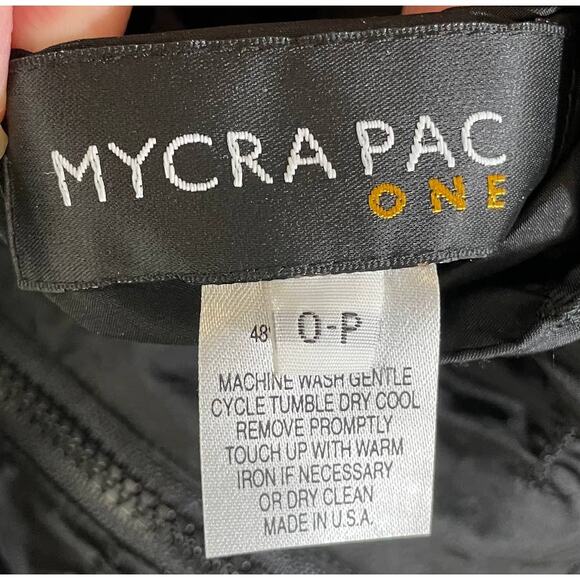 MYCRA PAC
ONE
O-P
48
MACHINE WASH GENTLE
CYCLE TUMBLE DRY COOL
REMOVE PROMPTLY
TOUCH UP WITH WARM
IRON IF NECESSARY
OR DRY CLEAN
MADE IN U.S.A.